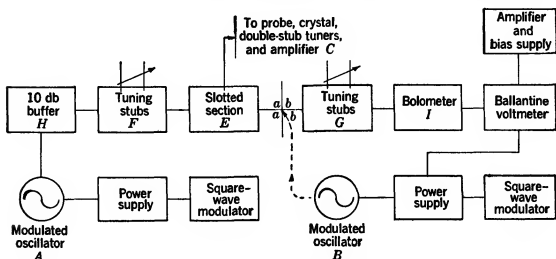 To probe, crystal,
double-stub tuners,
and amplifier C
Amplifier
and
bias supply
10 db
buffer
H
Tuning
stubs
F
Slotted
section
E
a b
a b
Tuning
stubs
G
Bolometer
I
Ballantine
voltmeter
Power
supply
Square-
wave
modulator
Modulated
oscillator
A
Power
supply
Square-
wave
modulator
Modulated
oscillator
B